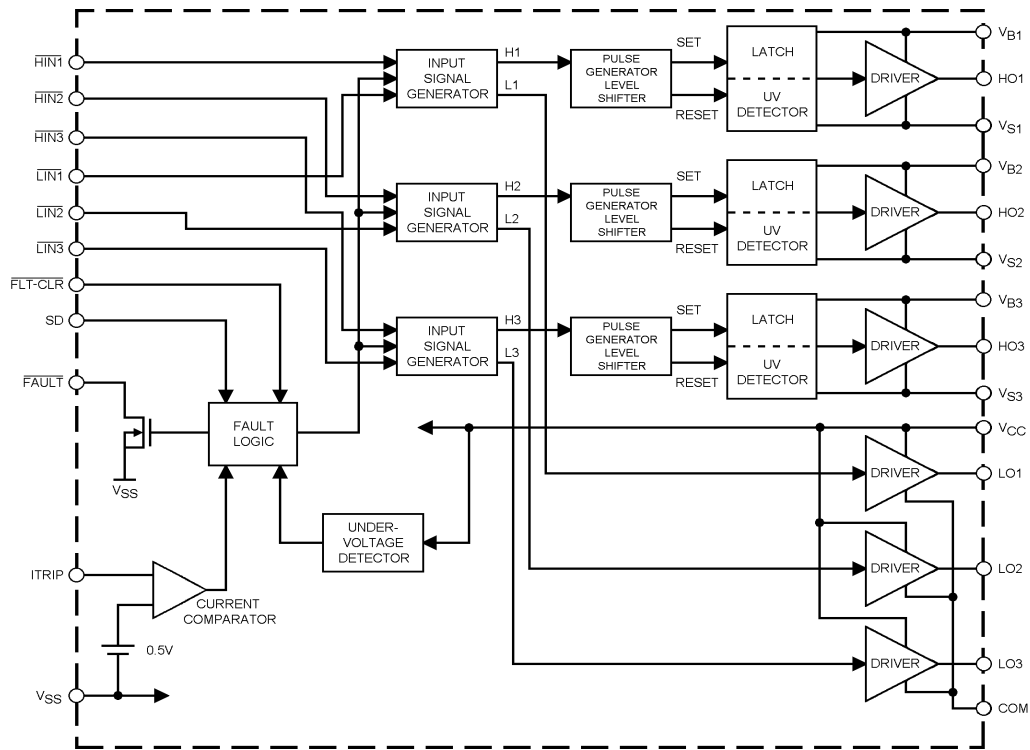 HIN1
HIN2
HIN3
LIN1
LIN2
LIN3
FLT-CLR
SD
FAULT
VSS
ITRIP
VSS
INPUT
SIGNAL
GENERATOR
H1
L1
PULSE
GENERATOR
LEVEL
SHIFTER
SET
RESET
LATCH
UV
DETECTOR
DRIVER
VB1
HO1
VS1
INPUT
SIGNAL
GENERATOR
H2
L2
PULSE
GENERATOR
LEVEL
SHIFTER
SET
RESET
LATCH
UV
DETECTOR
DRIVER
VB2
HO2
VS2
INPUT
SIGNAL
GENERATOR
H3
L3
PULSE
GENERATOR
LEVEL
SHIFTER
SET
RESET
LATCH
UV
DETECTOR
DRIVER
VB3
HO3
VS3
FAULT
LOGIC
UNDER-
VOLTAGE
DETECTOR
CURRENT
COMPARATOR
0.5V
VCC
DRIVER
LO1
DRIVER
LO2
DRIVER
LO3
COM